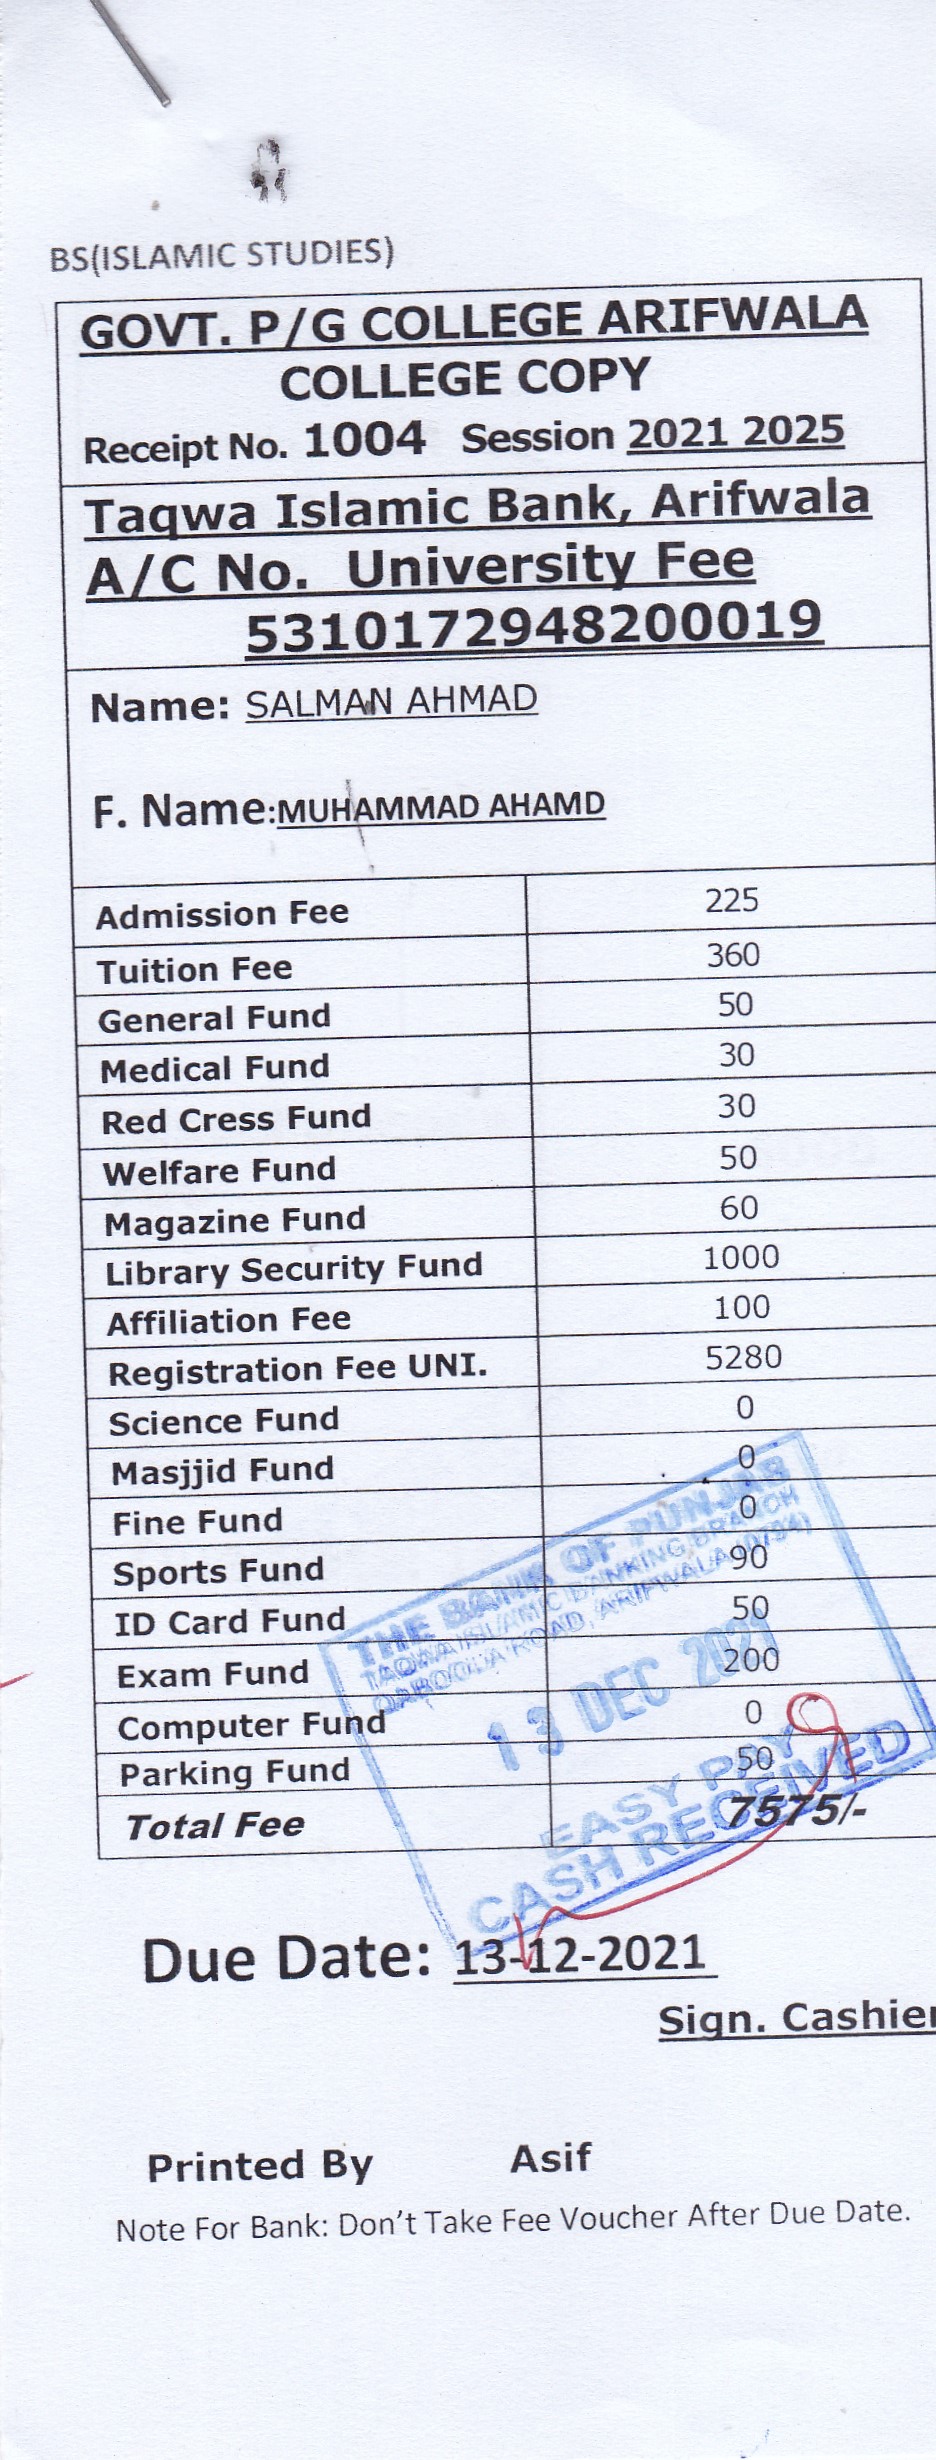 BS(ISLAMIC STUDIES)
GOVT. P/G COLLEGE ARIFWALA
COLLEGE COPY
Receipt No. 1004 Session 2021 2025
Taqwa Islamic Bank, Arifwala
A/C No. University Fee
5310172948200019
Name: SALMAN AHMAD
F. Name:MUHAMMAD AHAMD
Admission Fee 225
Tuition Fee 360
General Fund 50
Medical Fund 30
Red Cress Fund 30
Welfare Fund 50
Magazine Fund 60
Library Security Fund 1000
Affiliation Fee 100
Registration Fee UNI. 5280
Science Fund 0
Masjjid Fund 0
Fine Fund 0
Sports Fund 90
ID Card Fund 50
Exam Fund 200
Computer Fund 0
Parking Fund 50
Total Fee 7575/-
THE BANK OF PUNJAB
TAQWA ISLAMIC BANKING BRANCH
QABOOLA ROAD, ARIFWALA (0794)
13 DEC 2021
EASY PAY
CASH RECEIVED
Due Date: 13-12-2021
Sign. Cashier
Printed By Asif
Note For Bank: Don't Take Fee Voucher After Due Date.